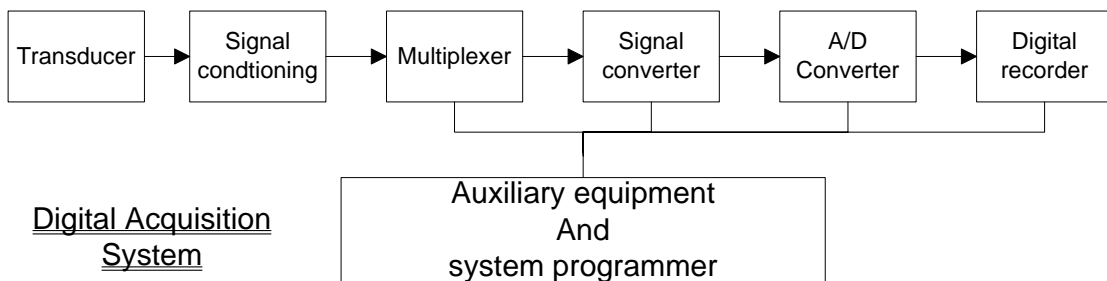 Transducer
Signal
condtioning
Multiplexer
Signal
converter
A/D
Converter
Digital
recorder
Auxiliary equipment
And
system programmer
Digital Acquisition
System